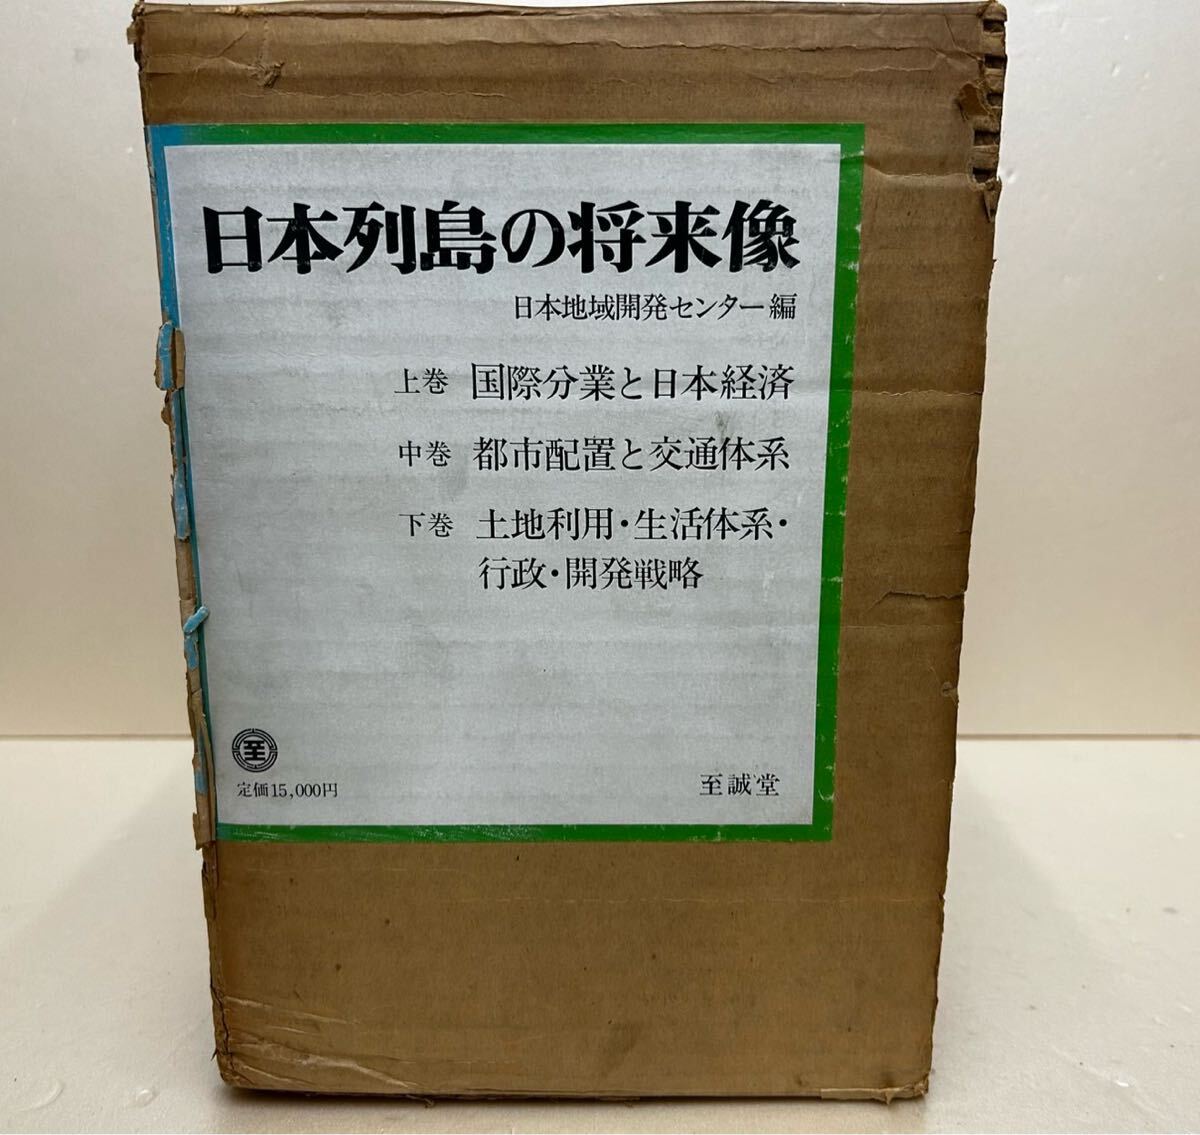 日本列島の将来像
日本地域開発センター編
上巻 国際分業と日本経済
中巻 都市配置と交通体系
下巻 土地利用・生活体系・
行政・開発戦略
至
定価15,000円
至誠堂